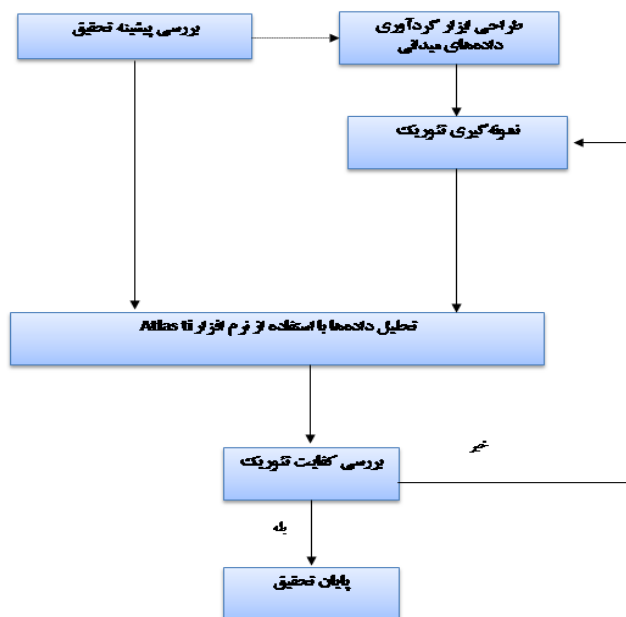 بررسی پیشینه تحقیق
طراحی ابزار گردآوری
داده‌های میدانی
نمونه گیری تئوریک
تحلیل داده‌ها با استفاده از نرم افزار Atlas ti
بررسی کفایت تئوریک
خیر
بله
پایان تحقیق